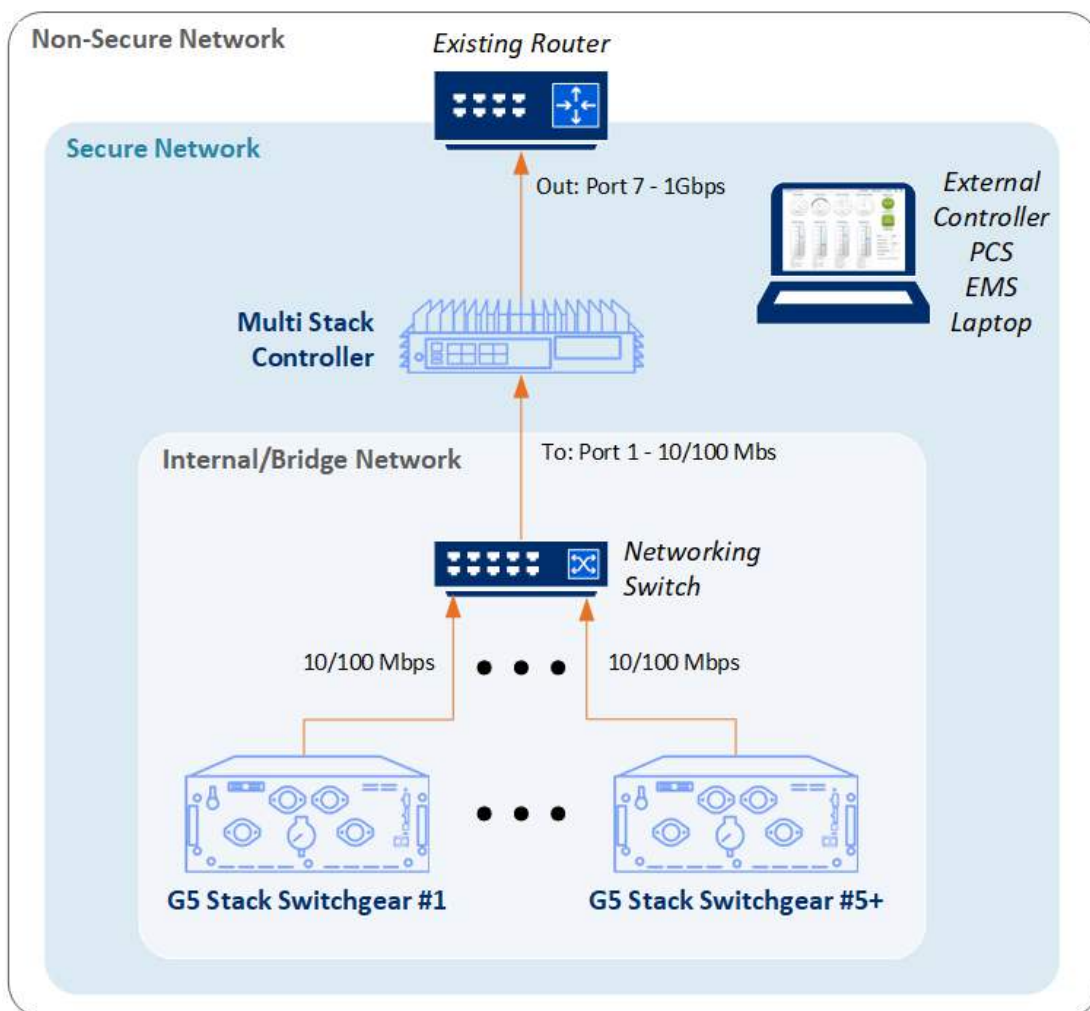 Non-Secure Network
Existing Router
Secure Network
Out: Port 7 - 1Gbps
External
Controller
PCS
EMS
Laptop
Multi Stack
Controller
To: Port 1 - 10/100 Mbs
Internal/Bridge Network
Networking
Switch
10/100 Mbps
10/100 Mbps
G5 Stack Switchgear #1
G5 Stack Switchgear #5+